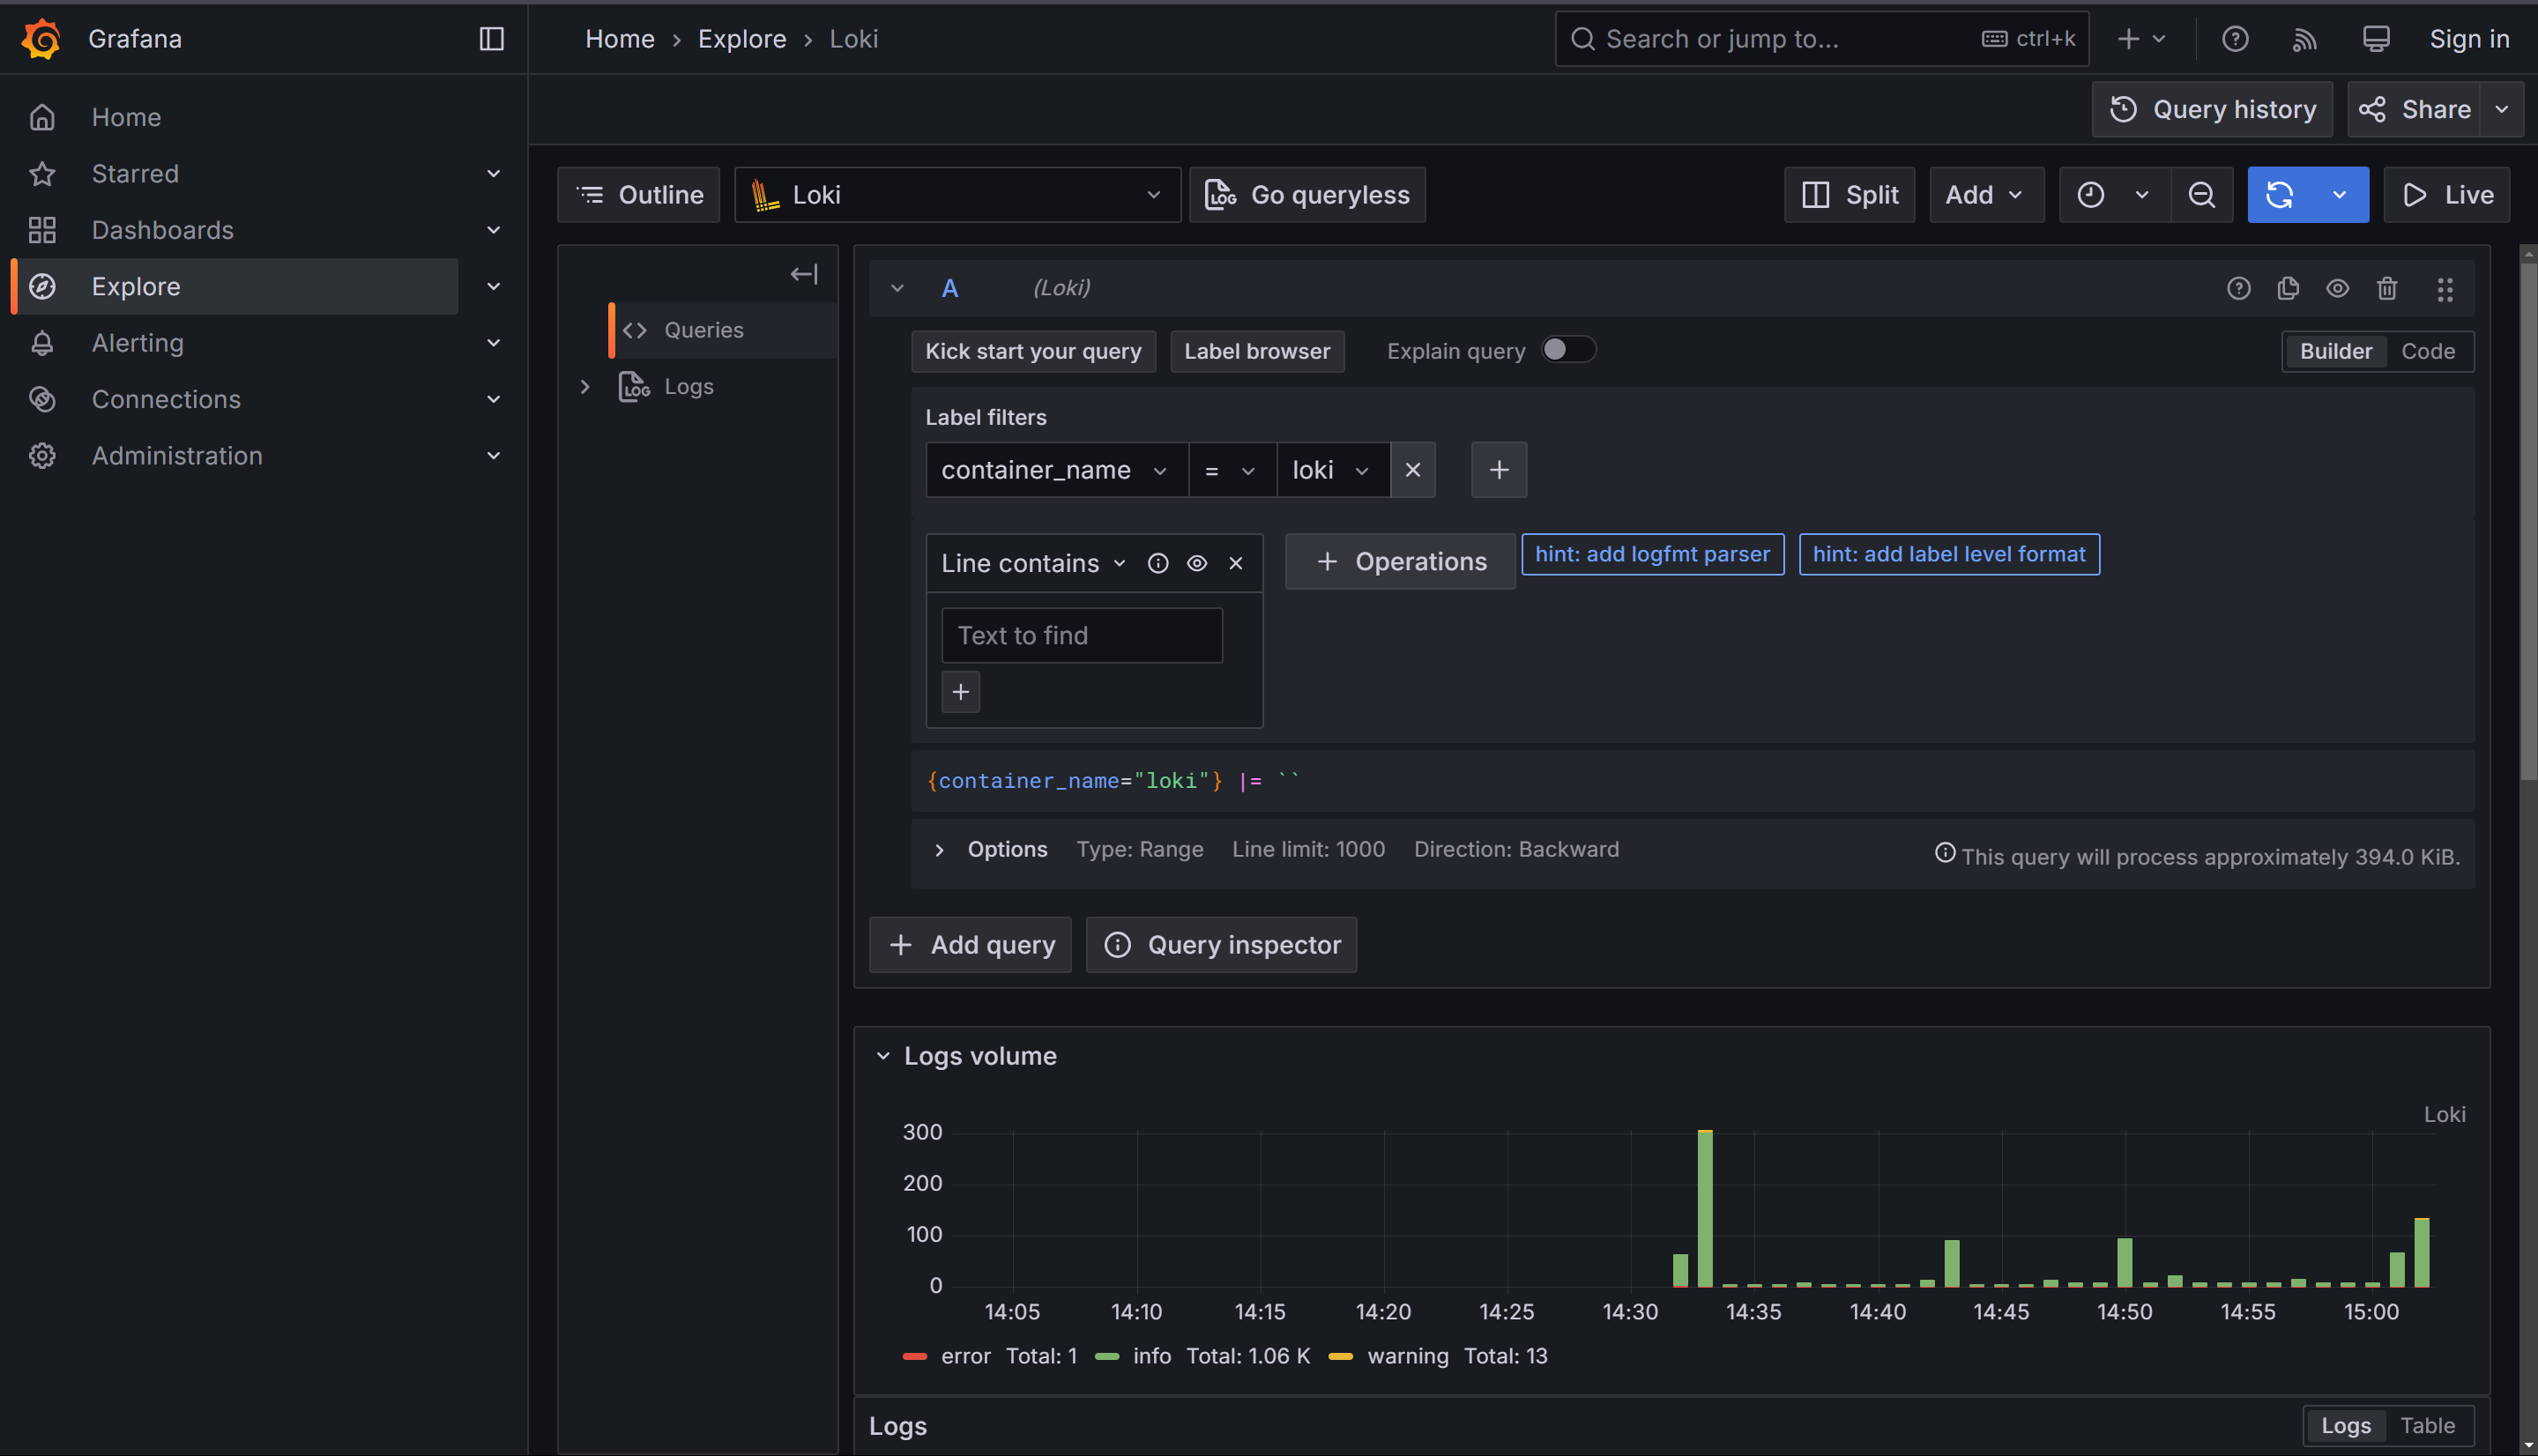 Grafana
Home › Explore › Loki
Search or jump to...
ctrl+k
Sign in
Home
Starred
Dashboards
Explore
Alerting
Connections
Administration
Query history
Share
Outline
Loki
Go queryless
Split
Add
Live
Queries
LOG Logs
A
(Loki)
Kick start your query
Label browser
Explain query
Builder
Code
Label filters
container_name
=
loki
Line contains
Operations
hint: add logfmt parser
hint: add label level format
Text to find
{container_name="loki"} |= ``
Options Type: Range Line limit: 1000 Direction: Backward
This query will process approximately 394.0 KiB.
Add query
Query inspector
Logs volume
Loki
300
200
100
0
14:05 14:10 14:15 14:20 14:25 14:30 14:35 14:40 14:45 14:50 14:55 15:00
error Total: 1 info Total: 1.06 K warning Total: 13
Logs
Logs
Table